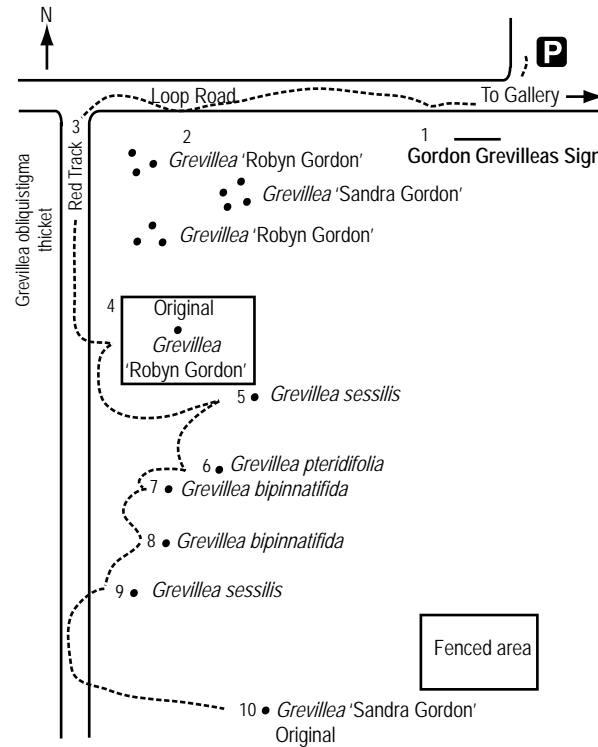 N
P
Loop Road
To Gallery
3
2
1
Gordon Grevilleas Sign
Red Track
Grevillea obliquistigma
thicket
Grevillea 'Robyn Gordon'
Grevillea 'Sandra Gordon'
Grevillea 'Robyn Gordon'
4
Original
Grevillea
'Robyn Gordon'
5 Grevillea sessilis
6 Grevillea pteridifolia
7 Grevillea bipinnatifida
8 Grevillea bipinnatifida
9 Grevillea sessilis
Fenced area
10 Grevillea 'Sandra Gordon'
Original